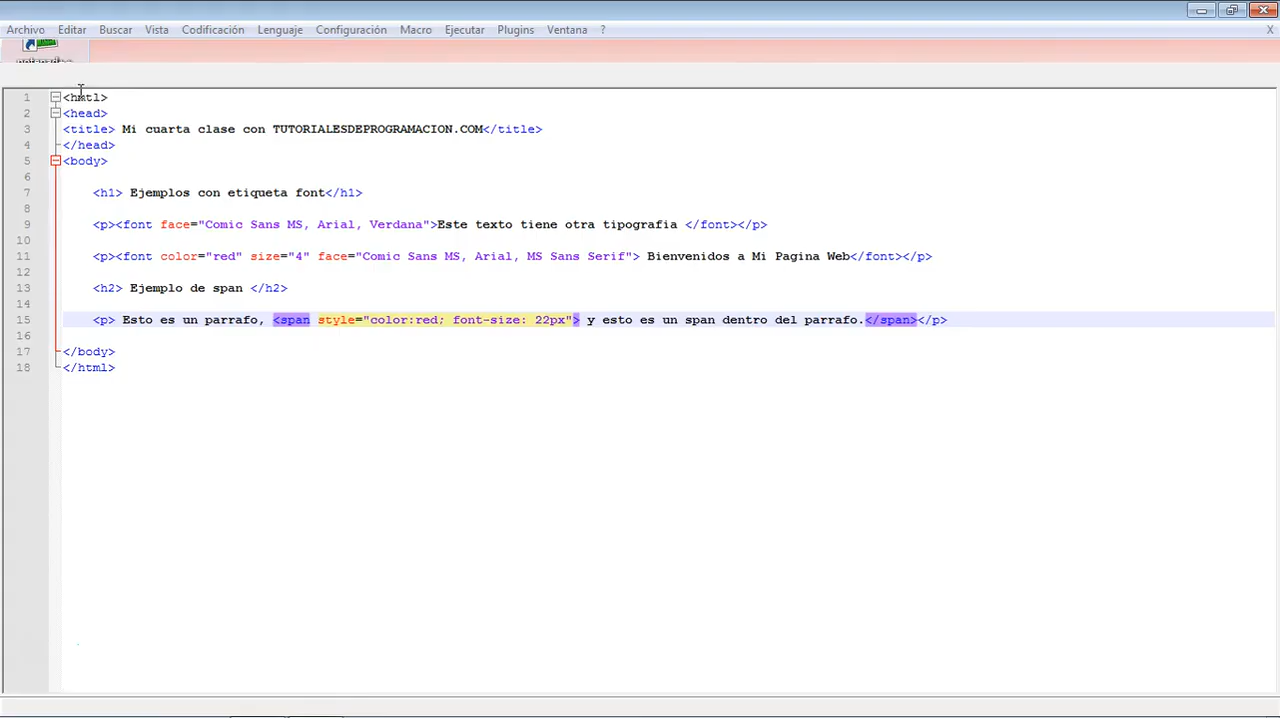 Archivo Editar Buscar Vista Codificación Lenguaje Configuración Macro Ejecutar Plugins Ventana ? X
1 <hmtl>
2 <head>
3 <title> Mi cuarta clase con TUTORIALESDEPROGRAMACION.COM</title>
4 </head>
5 <body>
6
7 <h1> Ejemplos con etiqueta font</h1>
8
9 <p><font face="Comic Sans MS, Arial, Verdana">Este texto tiene otra tipografia </font></p>
10
11 <p><font color="red" size="4" face="Comic Sans MS, Arial, MS Sans Serif"> Bienvenidos a Mi Pagina Web</font></p>
12
13 <h2> Ejemplo de span </h2>
14
15 <p> Esto es un parrafo, <span style="color:red; font-size: 22px"> y esto es un span dentro del parrafo.</span></p>
16
17 </body>
18 </html>